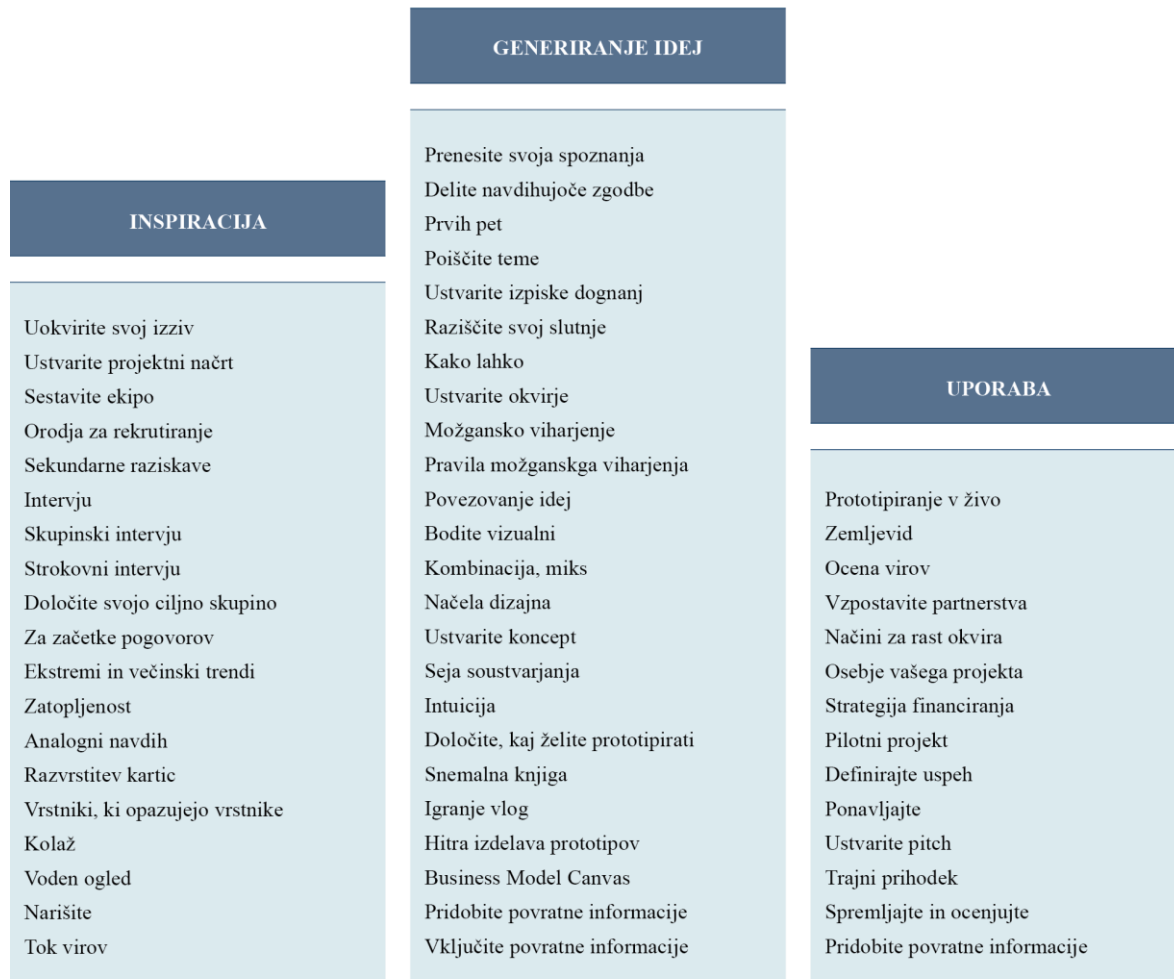 INSPIRACIJA
Uokvirite svoj izziv
Ustvarite projektni načrt
Sestavite ekipo
Orodja za rekrutiranje
Sekundarne raziskave
Intervju
Skupinski intervju
Strokovni intervju
Določite svojo ciljno skupino
Za začetke pogovorov
Ekstremi in večinski trendi
Zatopljenost
Analogni navdih
Razvrstitev kartic
Vrstniki, ki opazujejo vrstnike
Kolaž
Voden ogled
Narišite
Tok virov
GENERIRANJE IDEJ
Prenesite svoja spoznanja
Delite navdihujoče zgodbe
Prvih pet
Poiščite teme
Ustvarite izpiske dognanj
Raziščite svoj slutnje
Kako lahko
Ustvarite okvirje
Možgansko viharjenje
Pravila možganskga viharjenja
Povezovanje idej
Bodite vizualni
Kombinacija, miks
Načela dizajna
Ustvarite koncept
Seja soustvarjanja
Intuicija
Določite, kaj želite prototipirati
Snemalna knjiga
Igranje vlog
Hitra izdelava prototipov
Business Model Canvas
Pridobite povratne informacije
Vključite povratne informacije
UPORABA
Prototipiranje v živo
Zemljevid
Ocena virov
Vzpostavite partnerstva
Načini za rast okvira
Osebje vašega projekta
Strategija financiranja
Pilotni projekt
Definirajte uspeh
Ponavljajte
Ustvarite pitch
Trajni prihodek
Spremljajte in ocenjujte
Pridobite povratne informacije